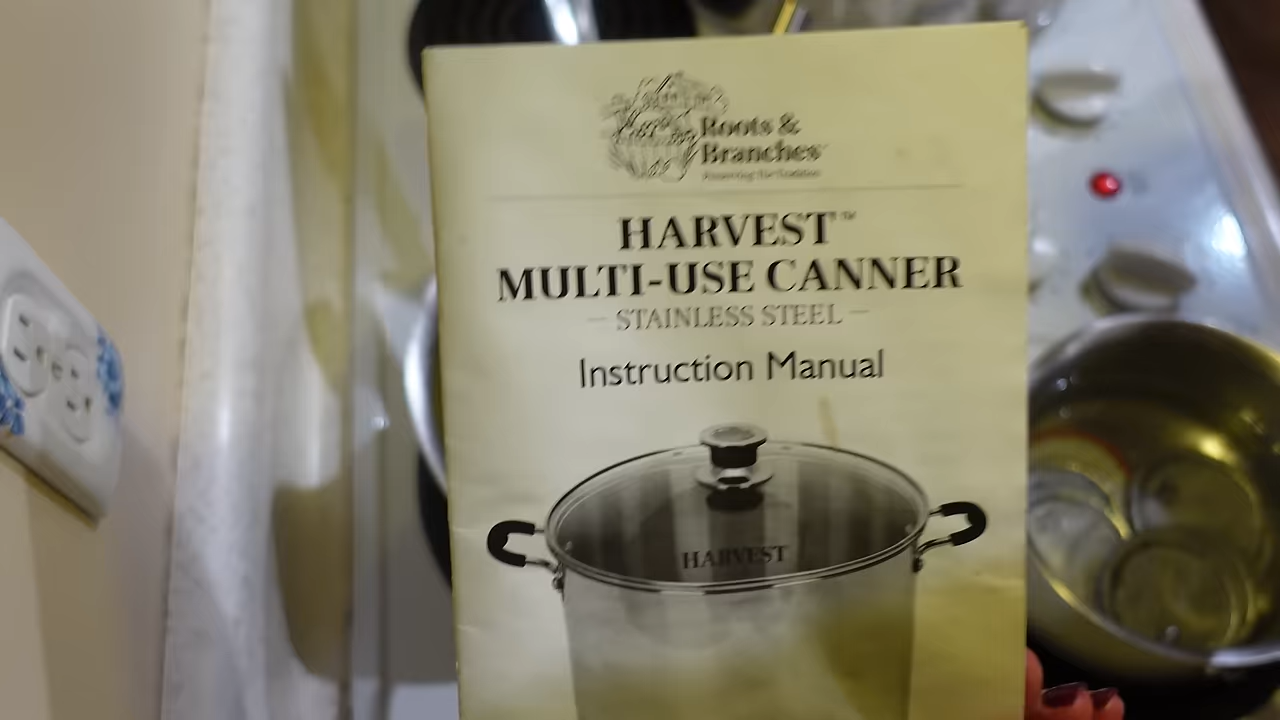 Roots &
Branches
HARVEST™
MULTI-USE CANNER
— STAINLESS STEEL —
Instruction Manual
HARVEST